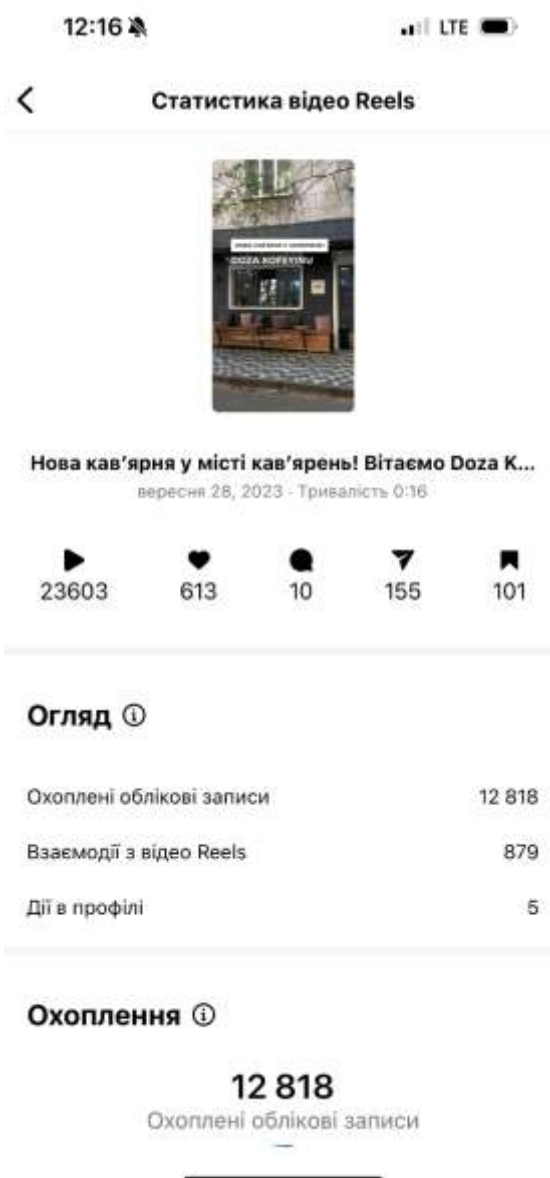 12:16
LTE
Статистика відео Reels
DOZA KOFEYINU
Нова кав’ярня у місті кав’ярень! Вітаємо Doza K...
вересня 28, 2023 · Тривалість 0:16
23603 613 10 155 101
Огляд
Охоплені облікові записи 12 818
Взаємодії з відео Reels 879
Дії в профілі 5
Охоплення
12 818
Охоплені облікові записи